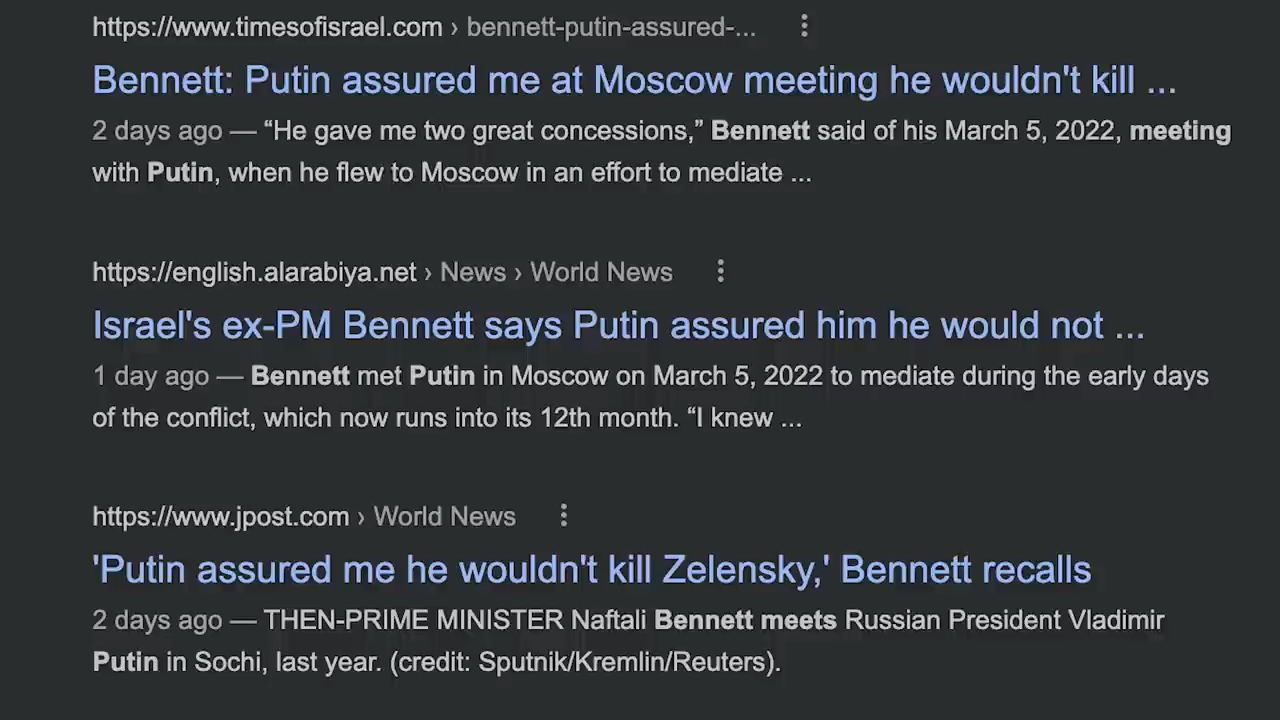 https://www.timesofisrael.com › bennett-putin-assured-...
Bennett: Putin assured me at Moscow meeting he wouldn't kill ...
2 days ago — “He gave me two great concessions,” Bennett said of his March 5, 2022, meeting
with Putin, when he flew to Moscow in an effort to mediate ...
https://english.alarabiya.net › News › World News
Israel's ex-PM Bennett says Putin assured him he would not ...
1 day ago — Bennett met Putin in Moscow on March 5, 2022 to mediate during the early days
of the conflict, which now runs into its 12th month. “I knew ...
https://www.jpost.com › World News
'Putin assured me he wouldn't kill Zelensky,' Bennett recalls
2 days ago — THEN-PRIME MINISTER Naftali Bennett meets Russian President Vladimir
Putin in Sochi, last year. (credit: Sputnik/Kremlin/Reuters).